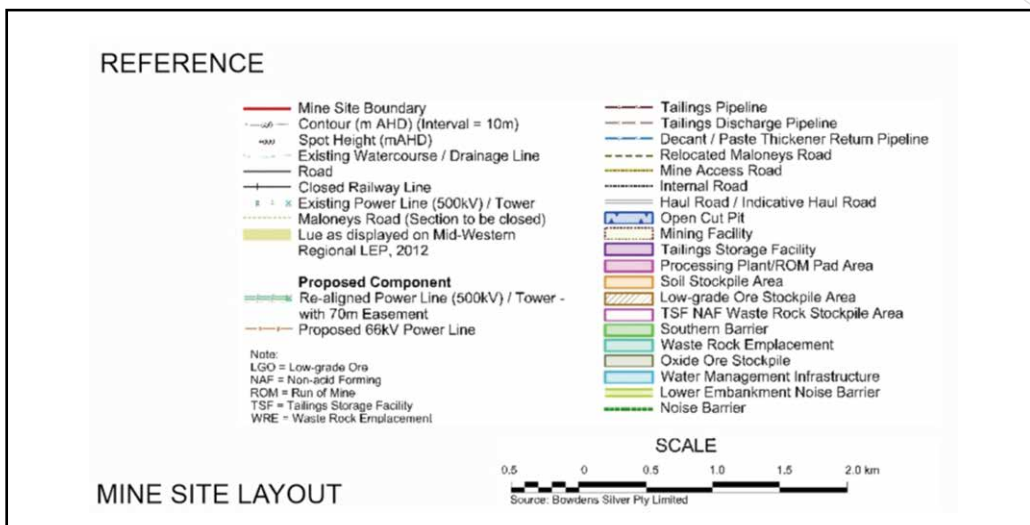 REFERENCE
Mine Site Boundary
Contour (m AHD) (Interval = 10m)
Spot Height (mAHD)
Existing Watercourse / Drainage Line
Road
Closed Railway Line
Existing Power Line (500kV) / Tower
Maloneys Road (Section to be closed)
Lue as displayed on Mid-Western
Regional LEP, 2012
Proposed Component
Re-aligned Power Line (500kV) / Tower -
with 70m Easement
Proposed 66kV Power Line
Note:
LGO = Low-grade Ore
NAF = Non-acid Forming
ROM = Run of Mine
TSF = Tailings Storage Facility
WRE = Waste Rock Emplacement
Tailings Pipeline
Tailings Discharge Pipeline
Decant / Paste Thickener Return Pipeline
Relocated Maloneys Road
Mine Access Road
Internal Road
Haul Road / Indicative Haul Road
Open Cut Pit
Mining Facility
Tailings Storage Facility
Processing Plant/ROM Pad Area
Soil Stockpile Area
Low-grade Ore Stockpile Area
TSF NAF Waste Rock Stockpile Area
Southern Barrier
Waste Rock Emplacement
Oxide Ore Stockpile
Water Management Infrastructure
Lower Embankment Noise Barrier
Noise Barrier
SCALE
0.5 0 0.5 1.0 1.5 2.0 km
Source: Bowdens Silver Pty Limited
MINE SITE LAYOUT